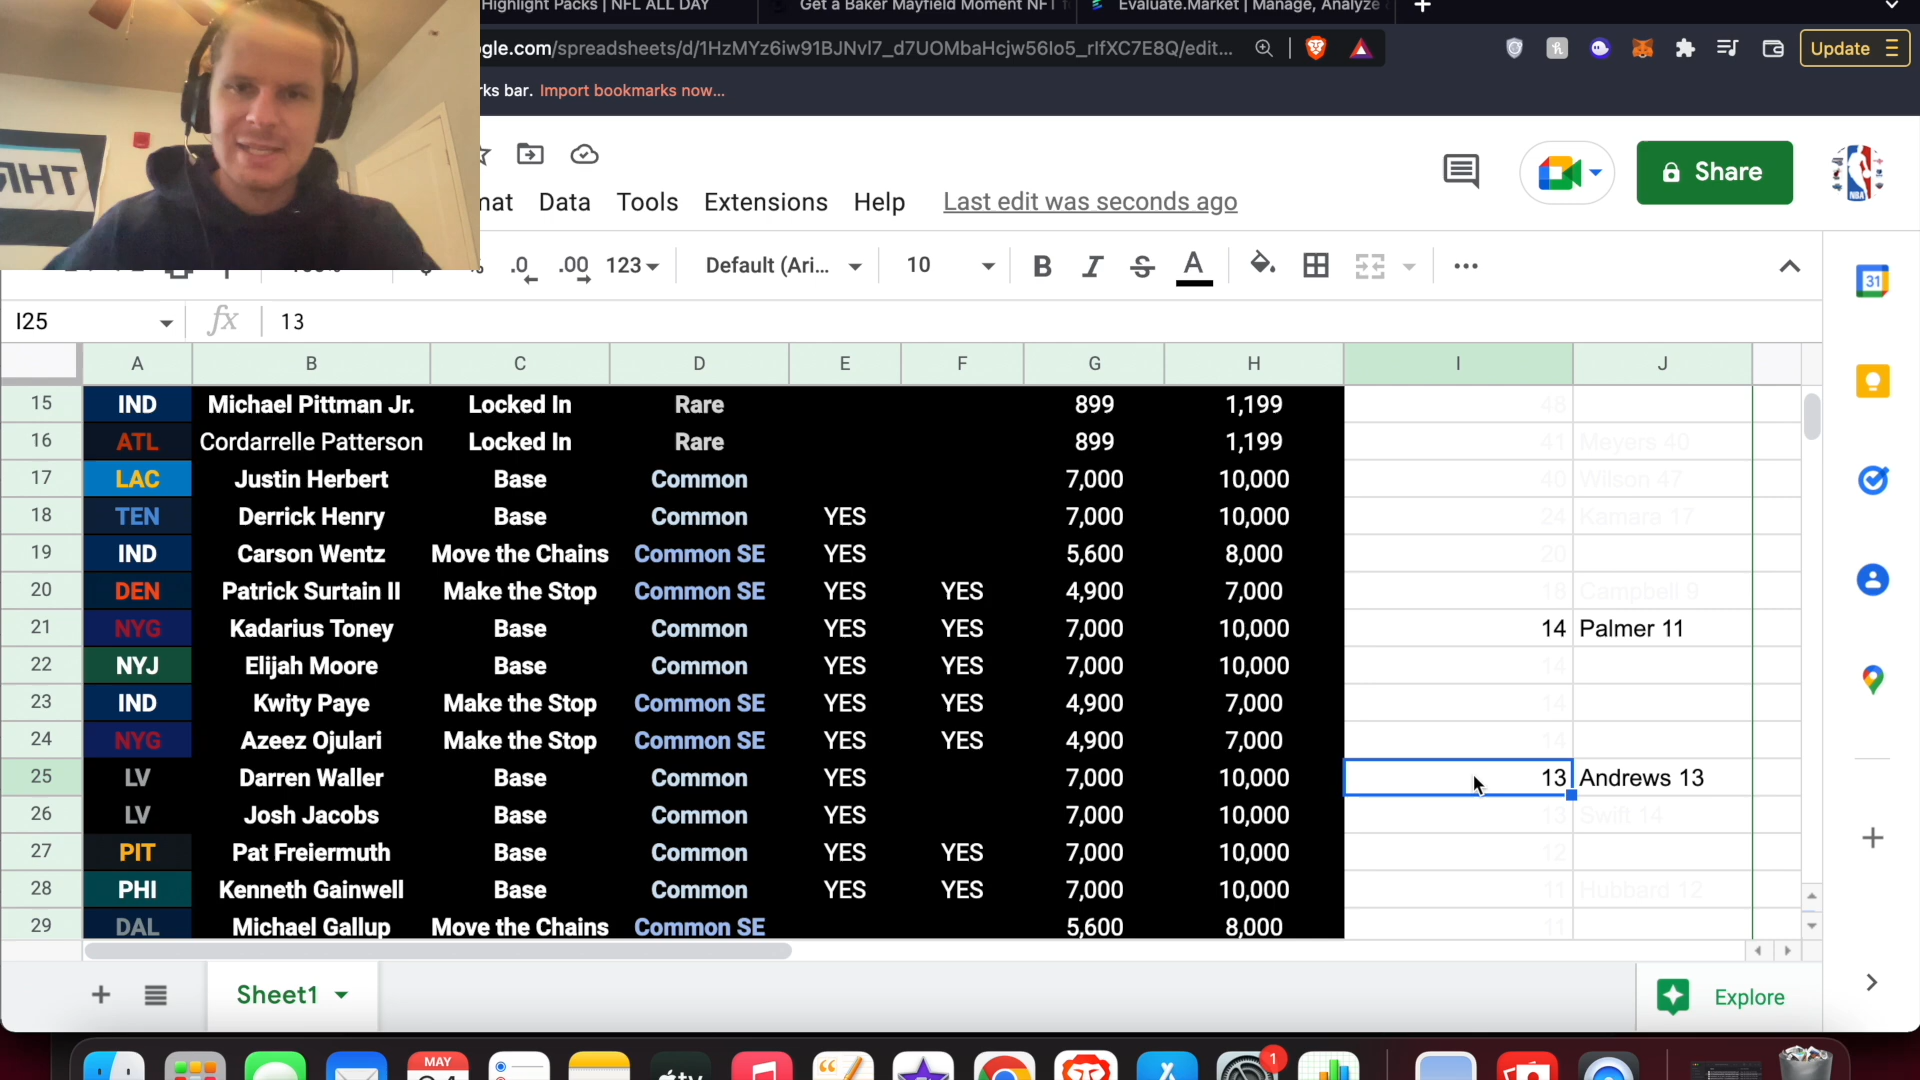 Highlight Packs | NFL ALL DAY
Get a Baker Mayfield Moment NFT f
Evaluate.Market | Manage, Analyze
gle.com/spreadsheets/d/1HzMYz6iw91BJNvl7_d7UOMbaHcjw56Io5_rIfXC7E8Q/edit...
Update
rks bar. Import bookmarks now...
Share
mat Data Tools Extensions Help Last edit was seconds ago
.0 .00 123 Default (Ari... 10 B I S A
31
I25 fx 13
A B C D E F G H I J
15 IND Michael Pittman Jr. Locked In Rare 899 1,199 48
16 ATL Cordarrelle Patterson Locked In Rare 899 1,199 41 Meyers 40
17 LAC Justin Herbert Base Common 7,000 10,000 40 Wilson 47
18 TEN Derrick Henry Base Common YES 7,000 10,000 24 Kamara 17
19 IND Carson Wentz Move the Chains Common SE YES 5,600 8,000 20
20 DEN Patrick Surtain II Make the Stop Common SE YES YES 4,900 7,000 18 Campbell 9
21 NYG Kadarius Toney Base Common YES YES 7,000 10,000 14 Palmer 11
22 NYJ Elijah Moore Base Common YES YES 7,000 10,000 14
23 IND Kwity Paye Make the Stop Common SE YES YES 4,900 7,000 14
24 NYG Azeez Ojulari Make the Stop Common SE YES YES 4,900 7,000 14
25 LV Darren Waller Base Common YES 7,000 10,000 13 Andrews 13
26 LV Josh Jacobs Base Common YES 7,000 10,000 13 Swift 14
27 PIT Pat Freiermuth Base Common YES YES 7,000 10,000 12
28 PHI Kenneth Gainwell Base Common YES YES 7,000 10,000 11 Hubbard 12
29 DAL Michael Gallup Move the Chains Common SE 5,600 8,000 11
Sheet1
Explore
MAY
tv
1